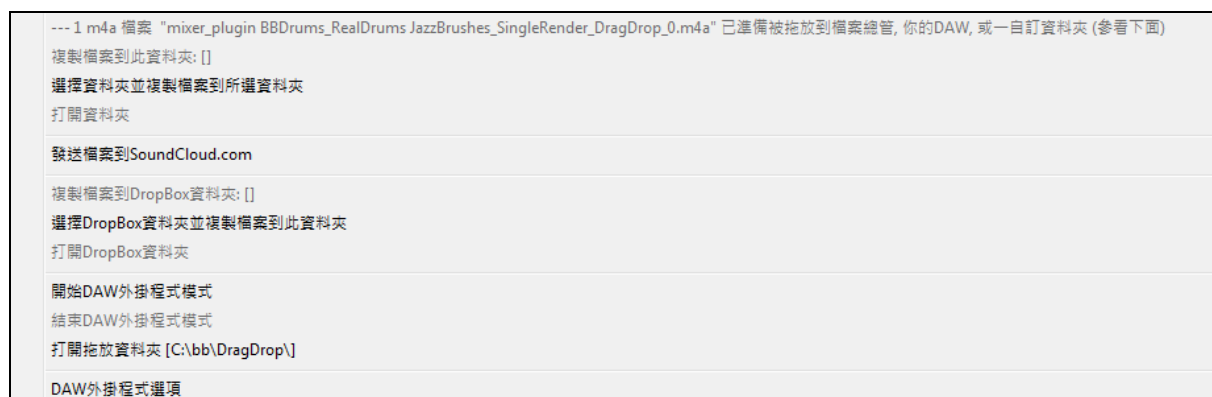 --- 1 m4a 檔案  "mixer_plugin BBDrums_RealDrums JazzBrushes_SingleRender_DragDrop_0.m4a" 已準備被拖放到檔案總管, 你的DAW, 或一自訂資料夾 (參看下面)
複製檔案到此資料夾: []
選擇資料夾並複製檔案到所選資料夾
打開資料夾
發送檔案到SoundCloud.com
複製檔案到DropBox資料夾: []
選擇DropBox資料夾並複製檔案到此資料夾
打開DropBox資料夾
開始DAW外掛程式模式
結束DAW外掛程式模式
打開拖放資料夾 [C:\bb\DragDrop\]
DAW外掛程式選項